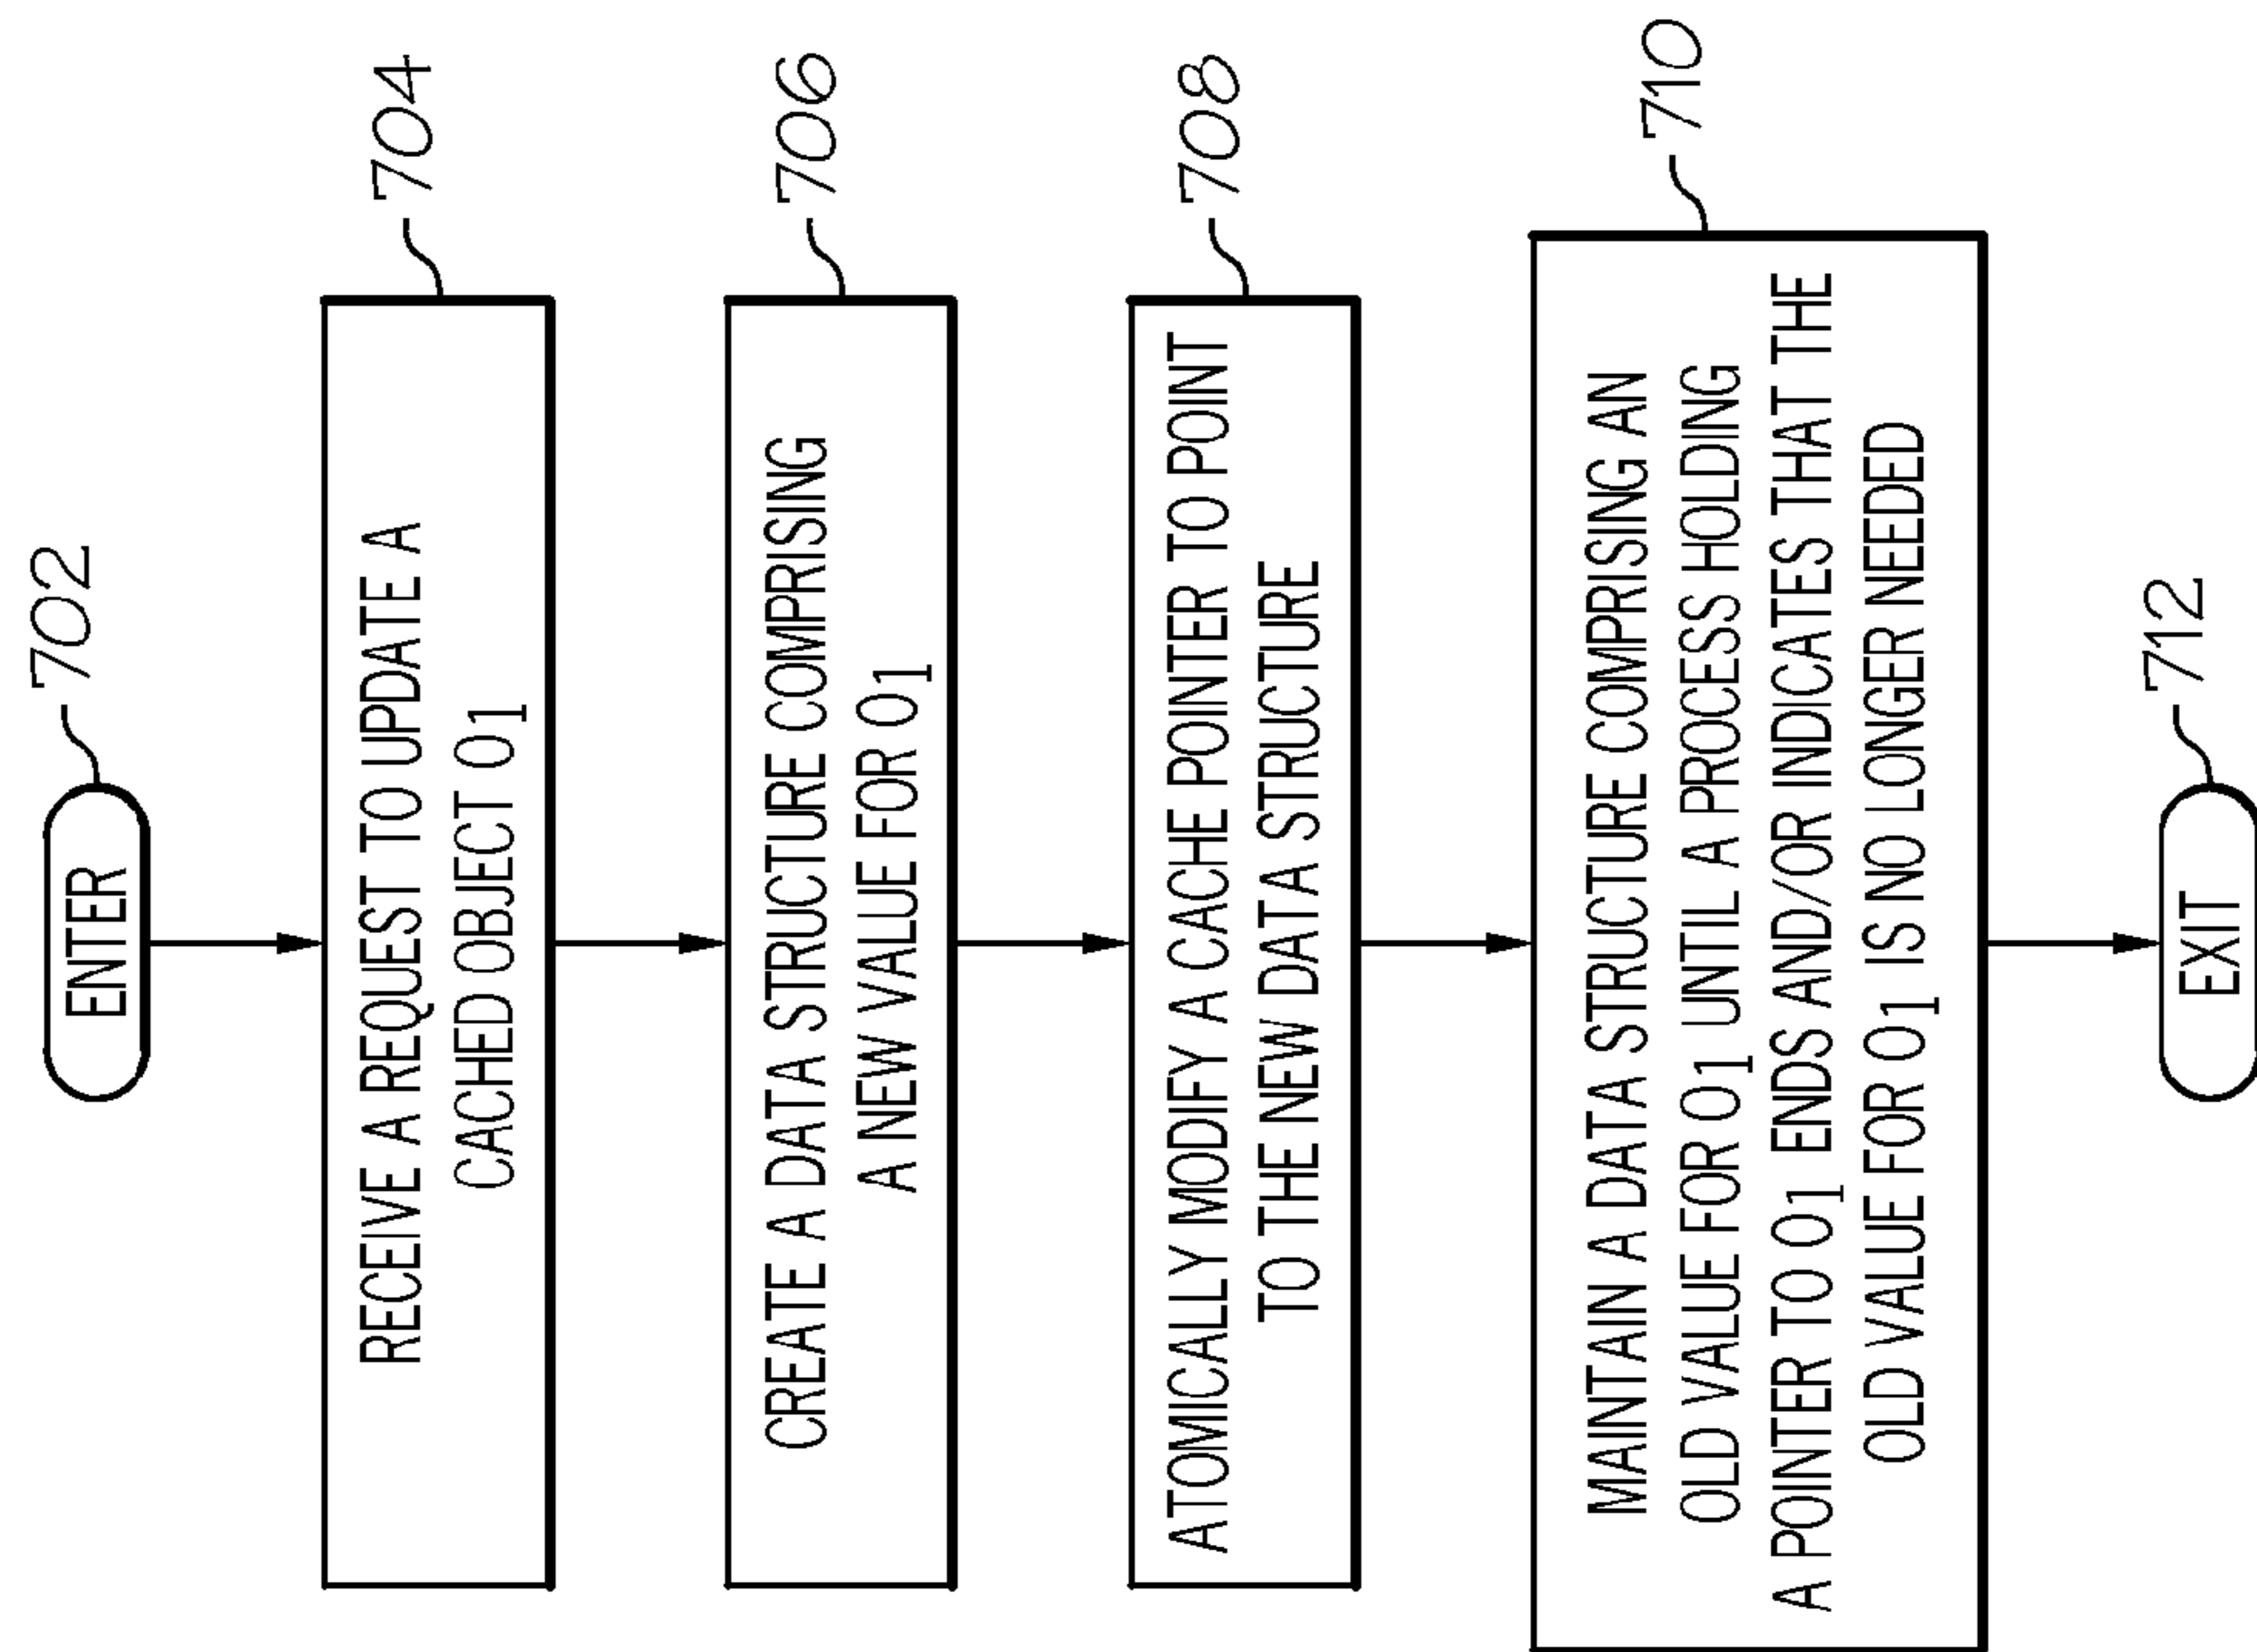 702
ENTER
704
RECEIVE A REQUEST TO UPDATE A
CACHED OBJECT O1
706
CREATE A DATA STRUCTURE COMPRISING
A NEW VALUE FOR O1
708
ATOMICALLY MODIFY A CACHE POINTER TO POINT
TO THE NEW DATA STRUCTURE
710
MAINTAIN A DATA STRUCTURE COMPRISING AN
OLD VALUE FOR O1 UNTIL A PROCESS HOLDING
A POINTER TO O1 ENDS AND/OR INDICATES THAT THE
OLD VALUE FOR O1 IS NO LONGER NEEDED
712
EXIT